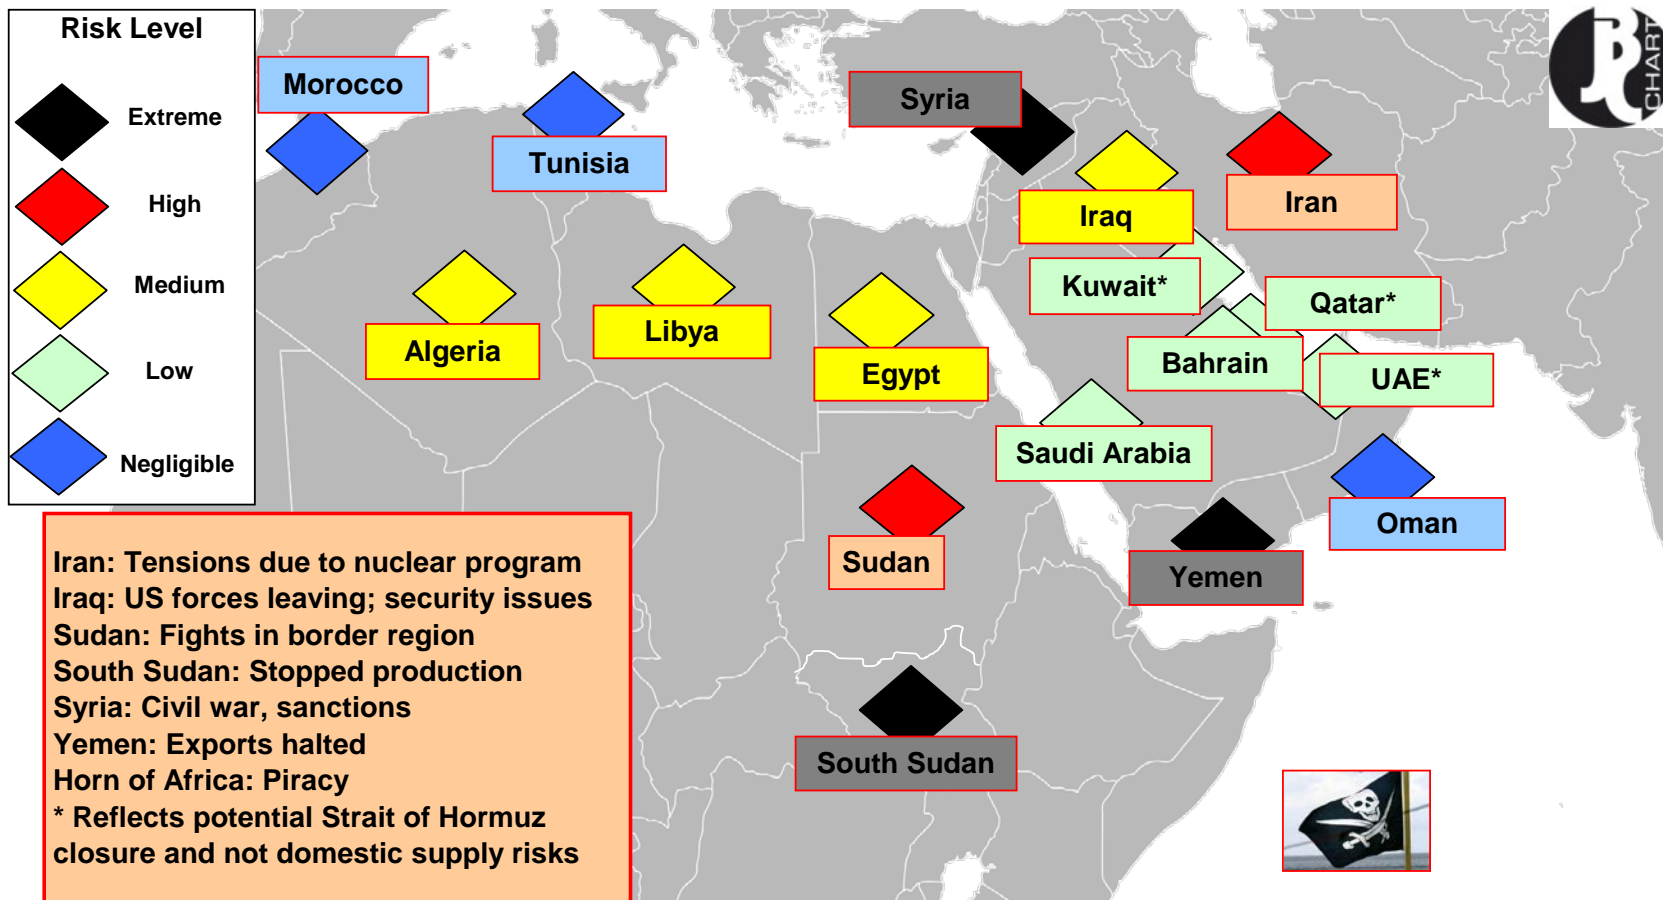 Risk Level
Extreme
High
Medium
Low
Negligible
Morocco
Tunisia
Syria
Iraq
Iran
Kuwait*
Qatar*
Bahrain
UAE*
Algeria
Libya
Egypt
Saudi Arabia
Oman
Sudan
Yemen
South Sudan
Iran: Tensions due to nuclear program
Iraq: US forces leaving; security issues
Sudan: Fights in border region
South Sudan: Stopped production
Syria: Civil war, sanctions
Yemen: Exports halted
Horn of Africa: Piracy
* Reflects potential Strait of Hormuz
closure and not domestic supply risks
CHART